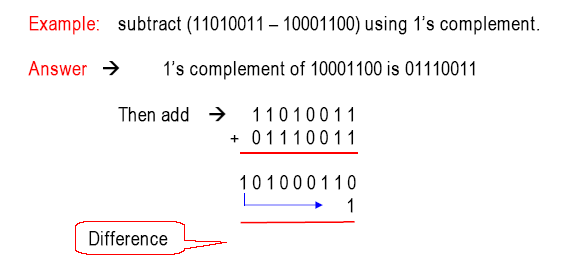 Example: subtract (11010011 – 10001100) using 1's complement.
Answer → 1's complement of 10001100 is 01110011
Then add → 1 1 0 1 0 0 1 1
+ 0 1 1 1 0 0 1 1
1 0 1 0 0 0 1 1 0
1
Difference